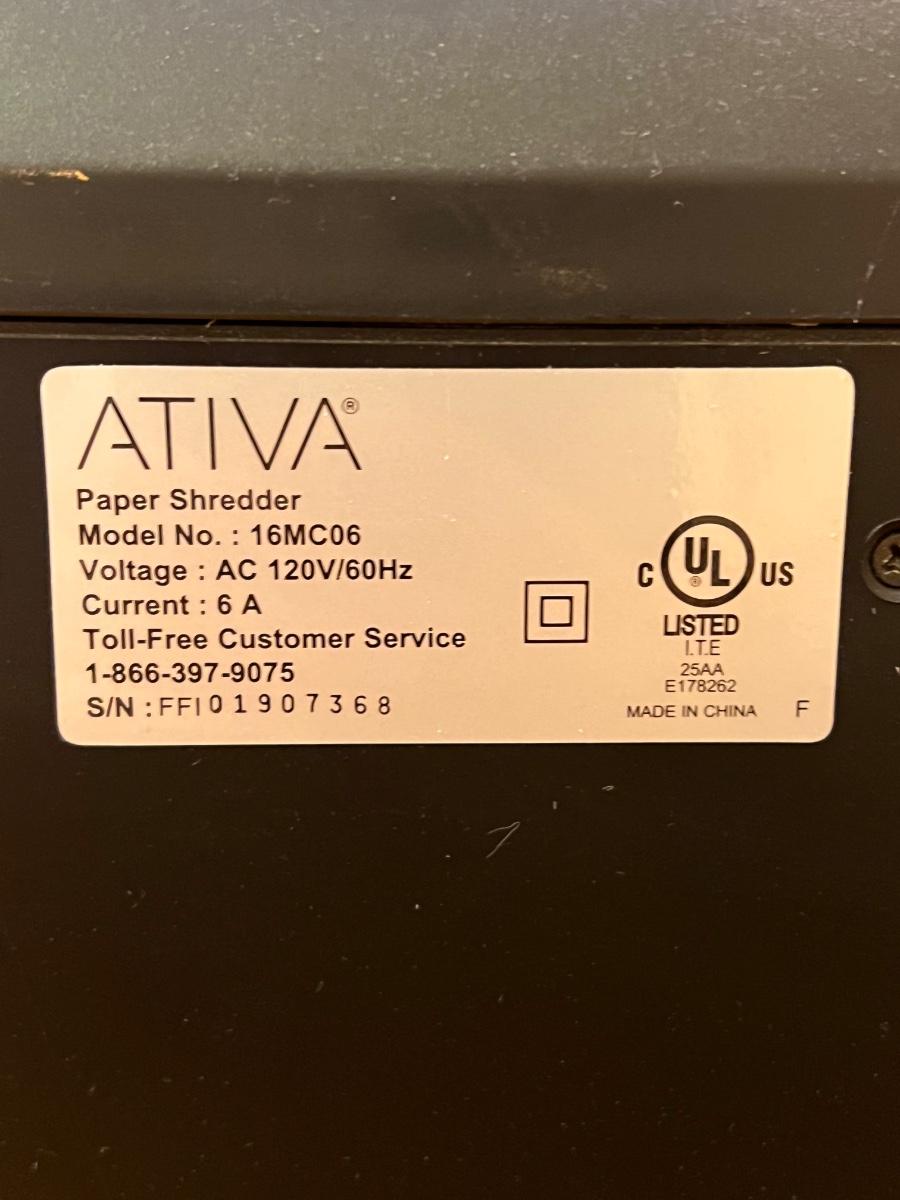 ATIVA®
Paper Shredder
Model No. : 16MC06
Voltage : AC 120V/60Hz
Current : 6 A
Toll-Free Customer Service
1-866-397-9075
S/N : FFI01907368
C UL® US
LISTED
I.T.E
25AA
E178262
MADE IN CHINA F